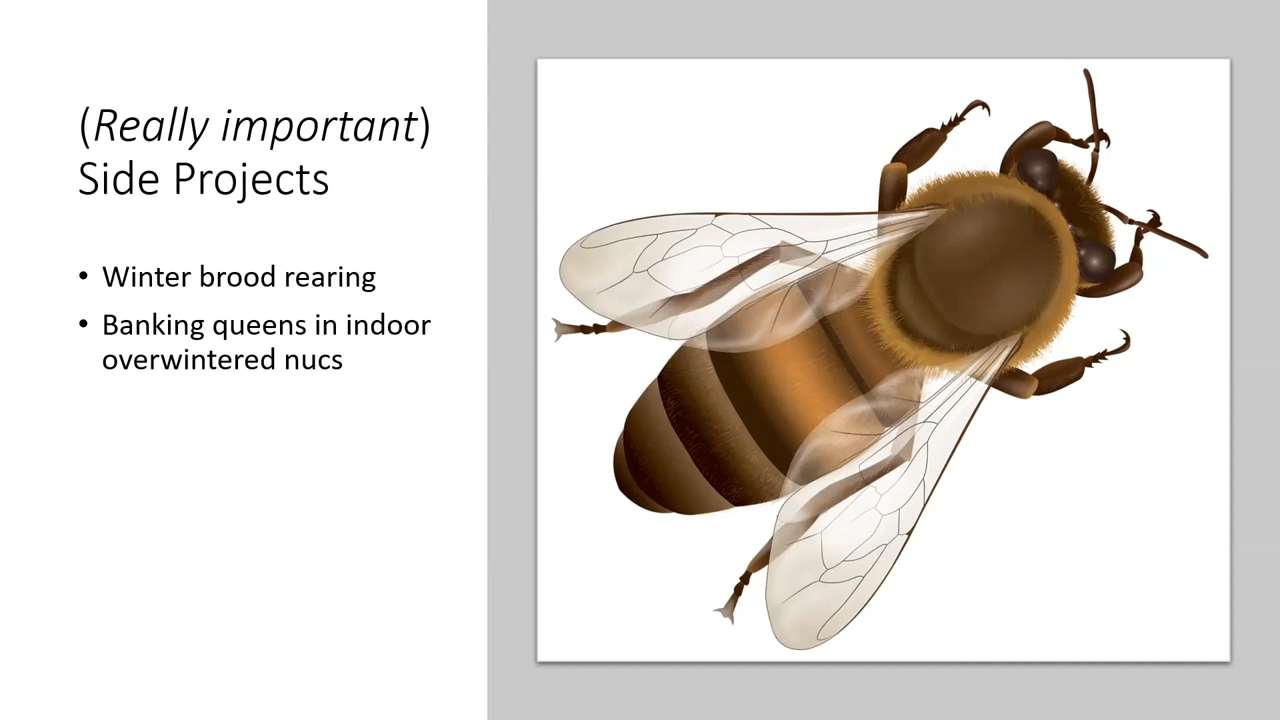 (Really important)
Side Projects
• Winter brood rearing
• Banking queens in indoor
overwintered nucs